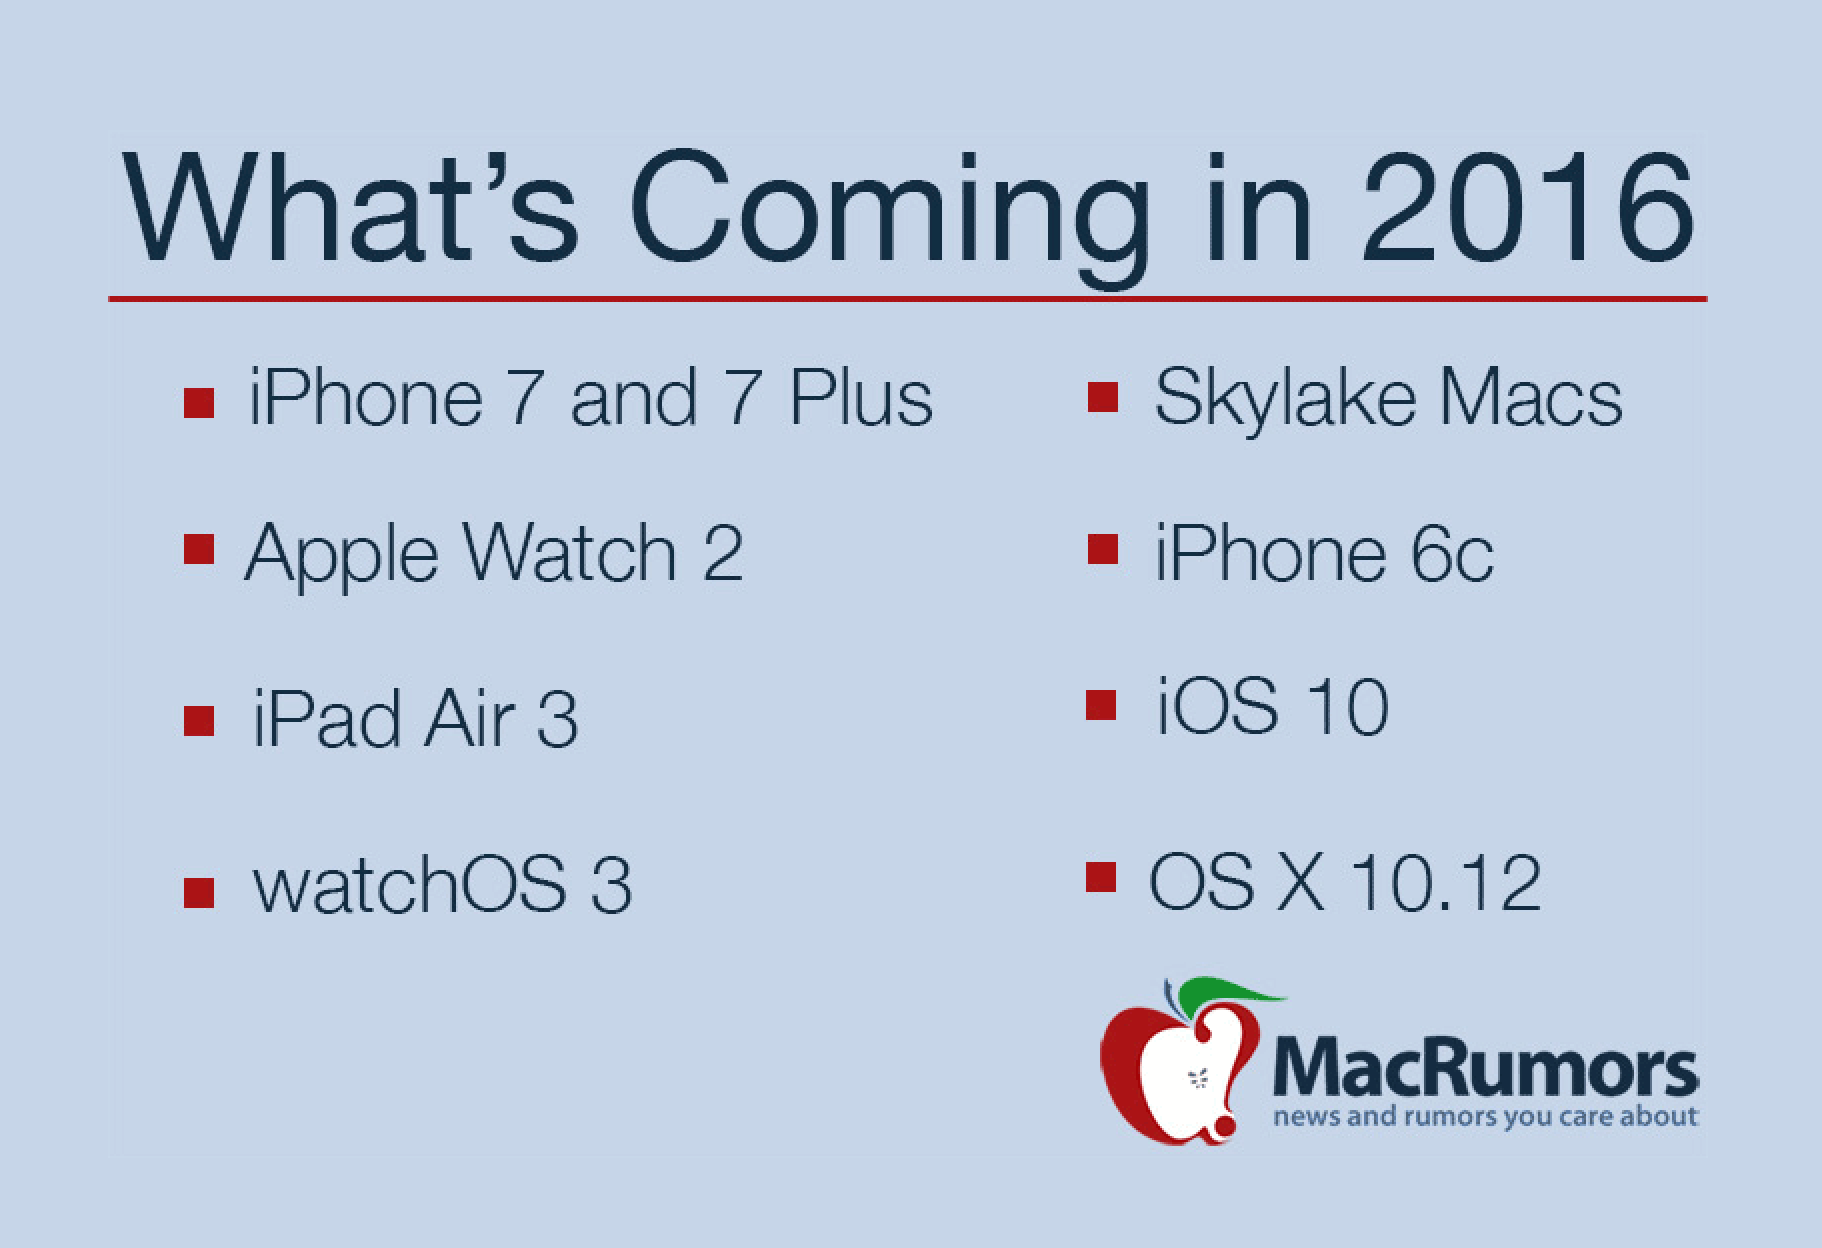 What’s Coming in 2016
iPhone 7 and 7 Plus
Apple Watch 2
iPad Air 3
watchOS 3
Skylake Macs
iPhone 6c
iOS 10
OS X 10.12
MacRumors
news and rumors you care about